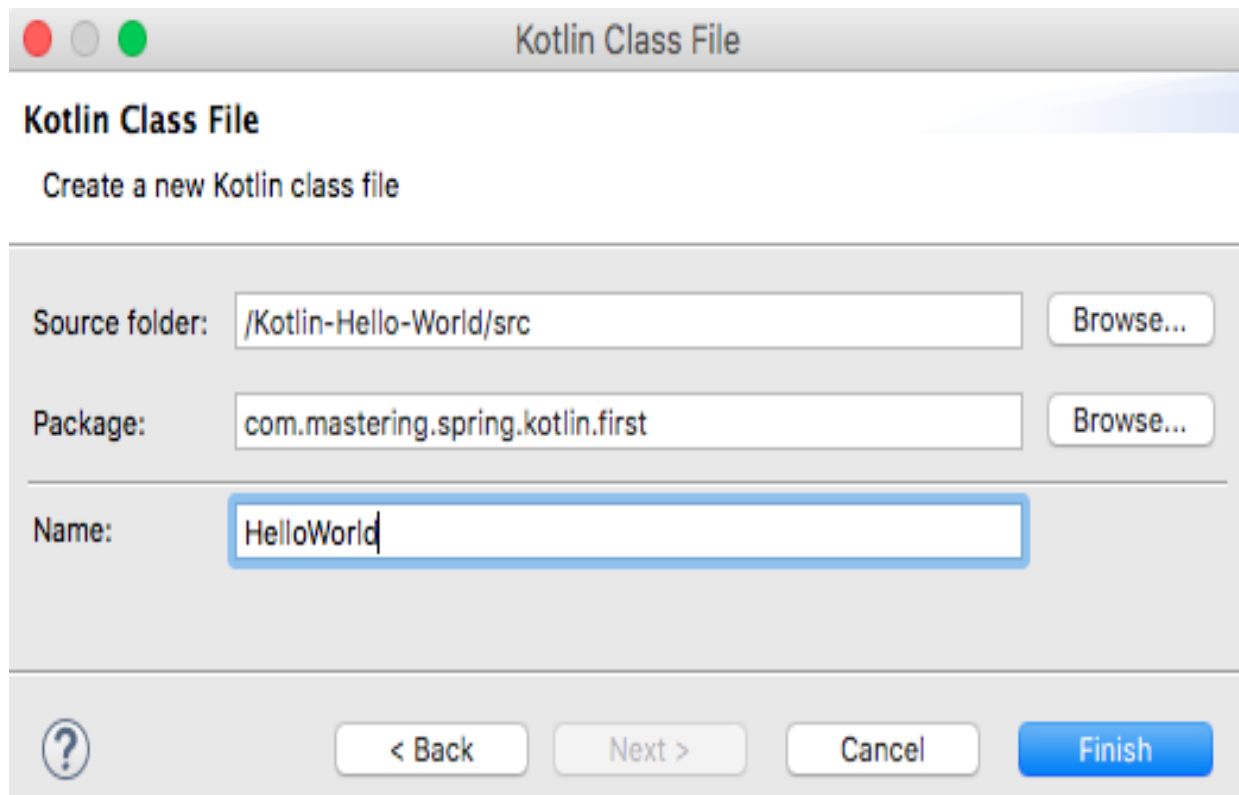 Kotlin Class File
Kotlin Class File
Create a new Kotlin class file
Source folder: /Kotlin-Hello-World/src Browse...
Package: com.mastering.spring.kotlin.first Browse...
Name: HelloWorld
? < Back Next > Cancel Finish